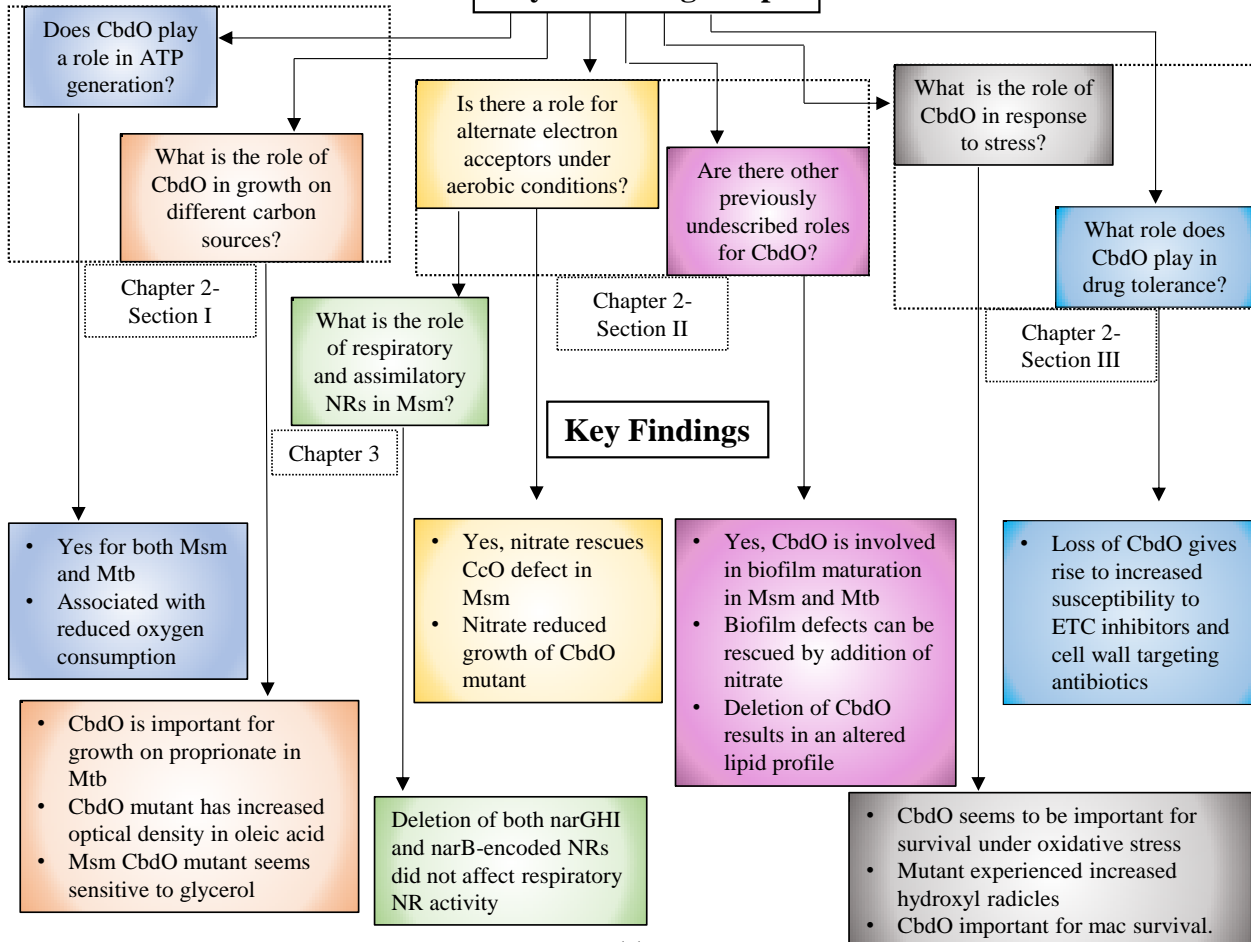 Does CbdO play
a role in ATP
generation?
What is the role of
CbdO in growth on
different carbon
sources?
Chapter 2-
Section I
Is there a role for
alternate electron
acceptors under
aerobic conditions?
Are there other
previously
undescribed roles
for CbdO?
Chapter 2-
Section II
What is the role of
CbdO in response
to stress?
What role does
CbdO play in
drug tolerance?
Chapter 2-
Section III
What is the role
of respiratory
and assimilatory
NRs in Msm?
Chapter 3
Key Findings
• Yes for both Msm
and Mtb
• Associated with
reduced oxygen
consumption
• CbdO is important for
growth on proprionate in
Mtb
• CbdO mutant has increased
optical density in oleic acid
• Msm CbdO mutant seems
sensitive to glycerol
Deletion of both narGHI
and narB-encoded NRs
did not affect respiratory
NR activity
• Yes, nitrate rescues
CcO defect in
Msm
• Nitrate reduced
growth of CbdO
mutant
• Yes, CbdO is involved
in biofilm maturation
in Msm and Mtb
• Biofilm defects can be
rescued by addition of
nitrate
• Deletion of CbdO
results in an altered
lipid profile
• Loss of CbdO gives
rise to increased
susceptibility to
ETC inhibitors and
cell wall targeting
antibiotics
• CbdO seems to be important for
survival under oxidative stress
• Mutant experienced increased
hydroxyl radicles
• CbdO important for mac survival.